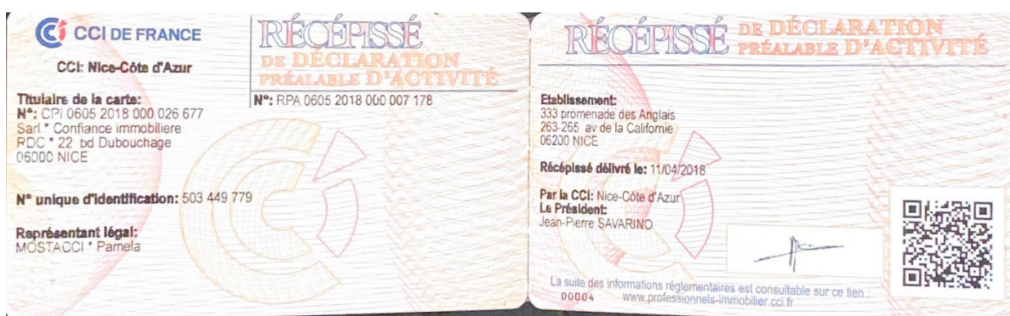 CCI DE FRANCE
CCI: Nice-Côte d'Azur
Titulaire de la carte:
N°: CPI 0605 2018 000 026 677
Sarl * Confiance immobiliere
RDC * 22 bd Dubouchage
06000 NICE
N° unique d'identification: 503 449 779
Représentant légal:
MOSTACCI * Pamela
RÉCÉPISSÉ
DE DÉCLARATION
PRÉALABLE D'ACTIVITÉ
N°: RPA 0605 2018 000 007 178
RÉCÉPISSÉ DE DÉCLARATION
PRÉALABLE D'ACTIVITÉ
Etablissement:
333 promenade des Anglais
263-265 av de la Californie
06200 NICE
Récépissé délivré le: 11/04/2018
Par la CCI: Nice-Côte d'Azur
Le Président:
Jean-Pierre SAVARINO
La suite des informations réglementaires est consultable sur ce lien :
00004 www.professionnels-immobilier.cci.fr